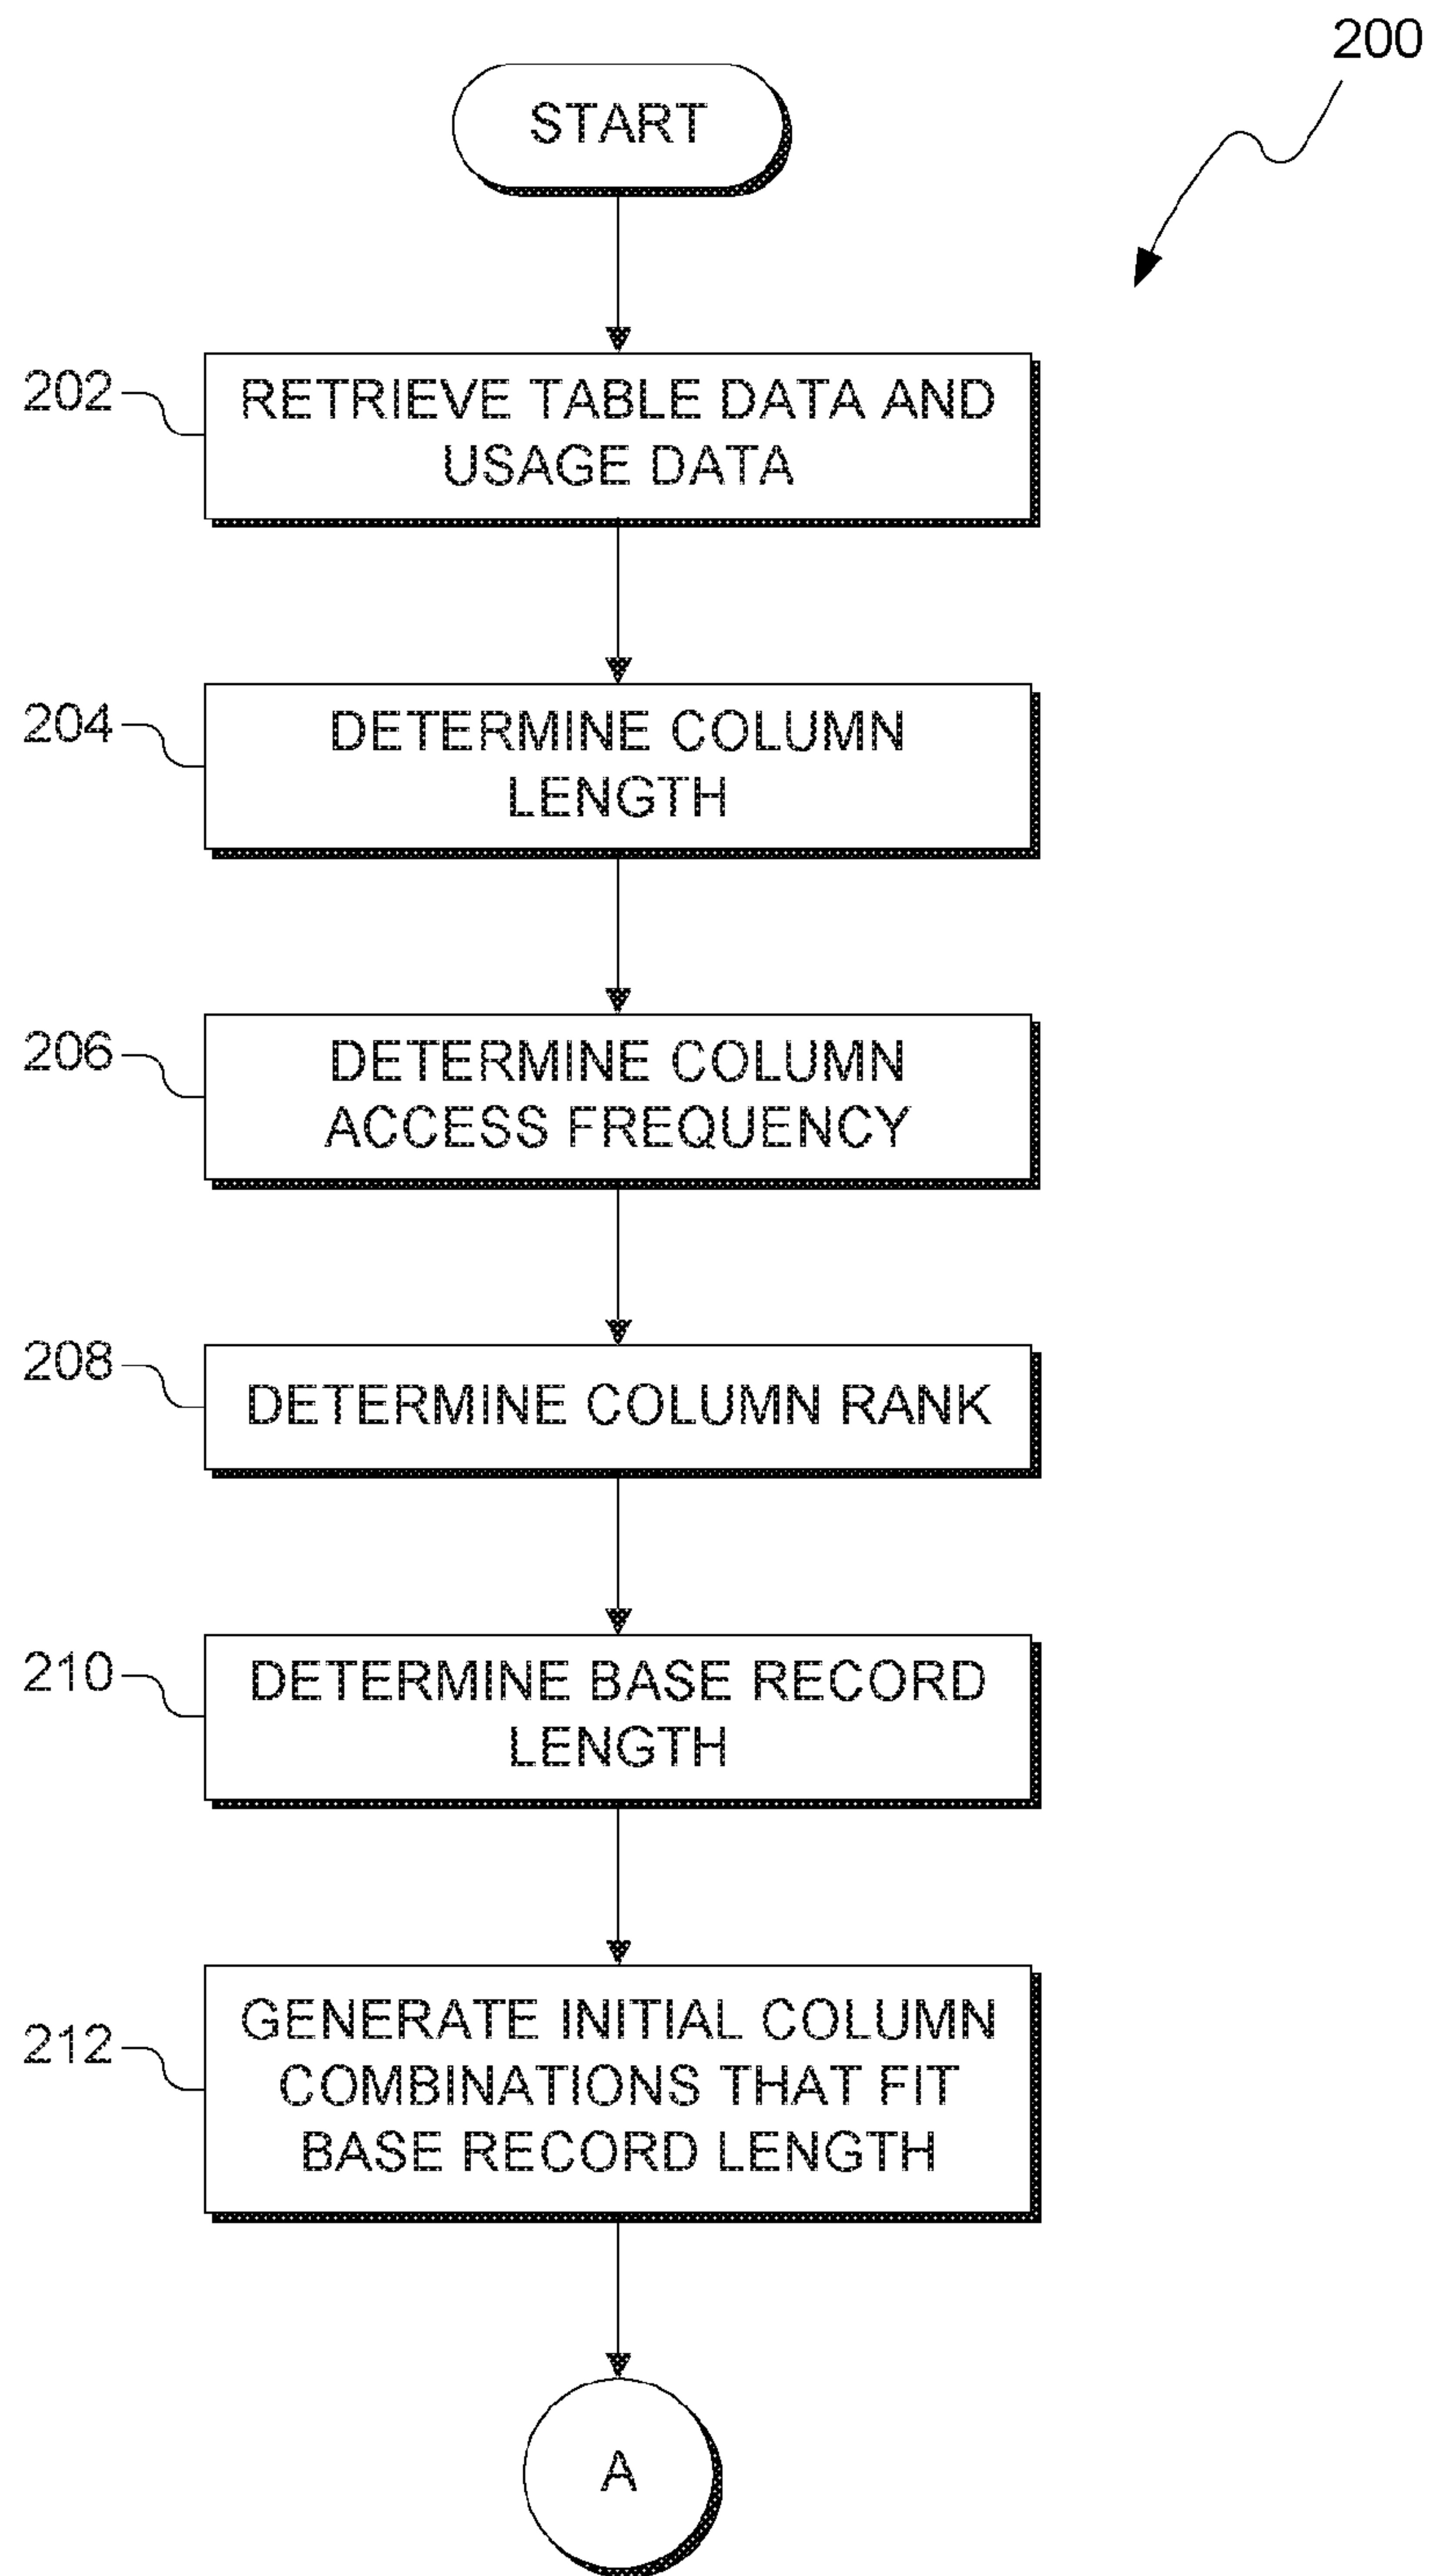 200
START
202
RETRIEVE TABLE DATA AND
USAGE DATA
204
DETERMINE COLUMN
LENGTH
206
DETERMINE COLUMN
ACCESS FREQUENCY
208
DETERMINE COLUMN RANK
210
DETERMINE BASE RECORD
LENGTH
212
GENERATE INITIAL COLUMN
COMBINATIONS THAT FIT
BASE RECORD LENGTH
A